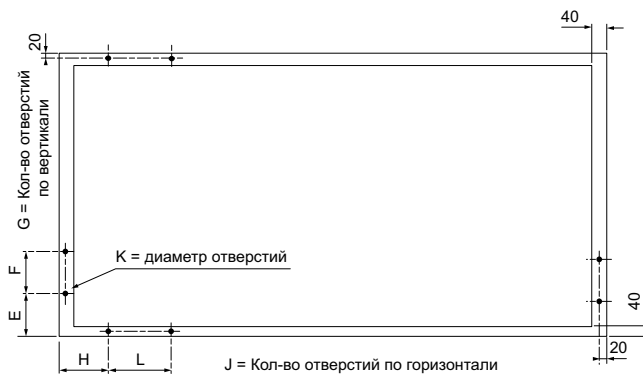 40
20
G = Кол-во отверстий
по вертикали
F
K = диаметр отверстий
E
40
20
H
L
J = Кол-во отверстий по горизонтали